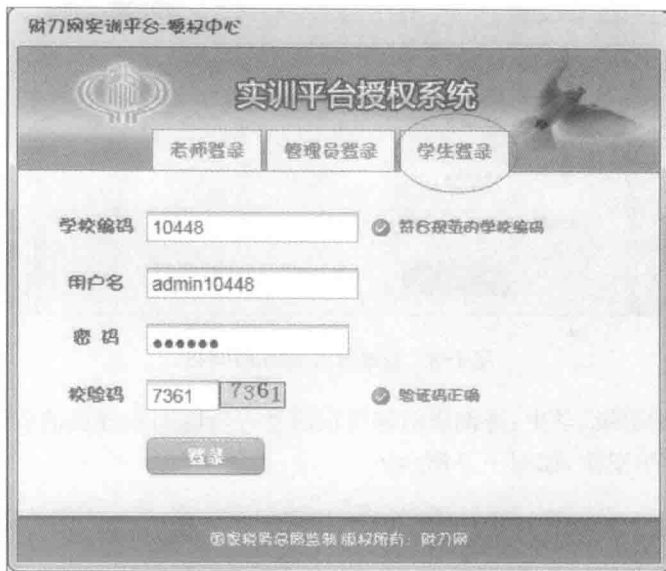 财刀网实训平台-授权中心
实训平台授权系统
老师登录 管理员登录 学生登录
学校编码 10448 符合规范的学校编码
用户名 admin10448
密 码 ●●●●●●
校验码 7361 7361 验证码正确
登录
国家税务总局监制 版权所有：财刀网